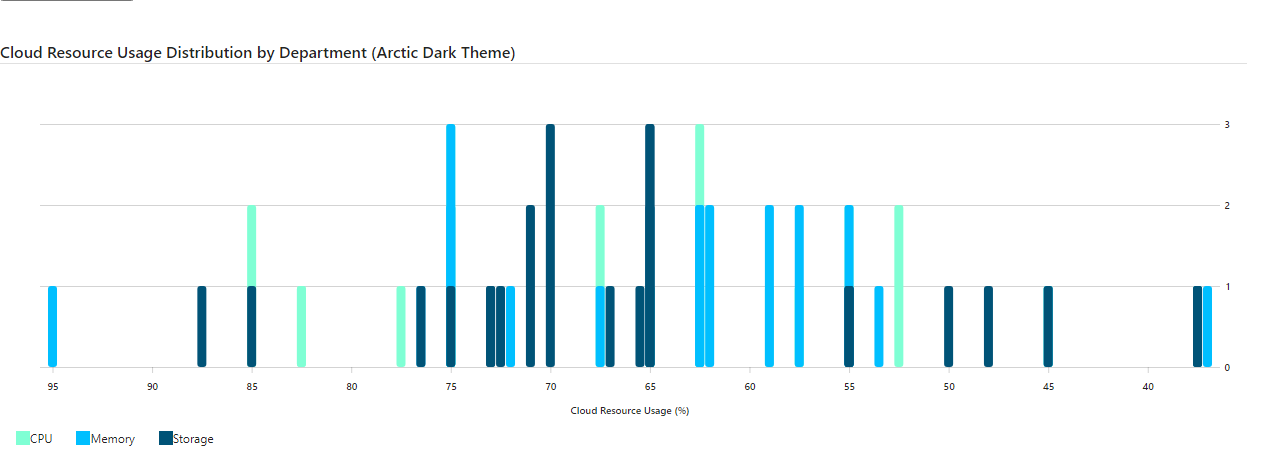 Cloud Resource Usage Distribution by Department (Arctic Dark Theme)
3
2
1
0
95 90 85 80 75 70 65 60 55 50 45 40
Cloud Resource Usage (%)
CPU Memory Storage